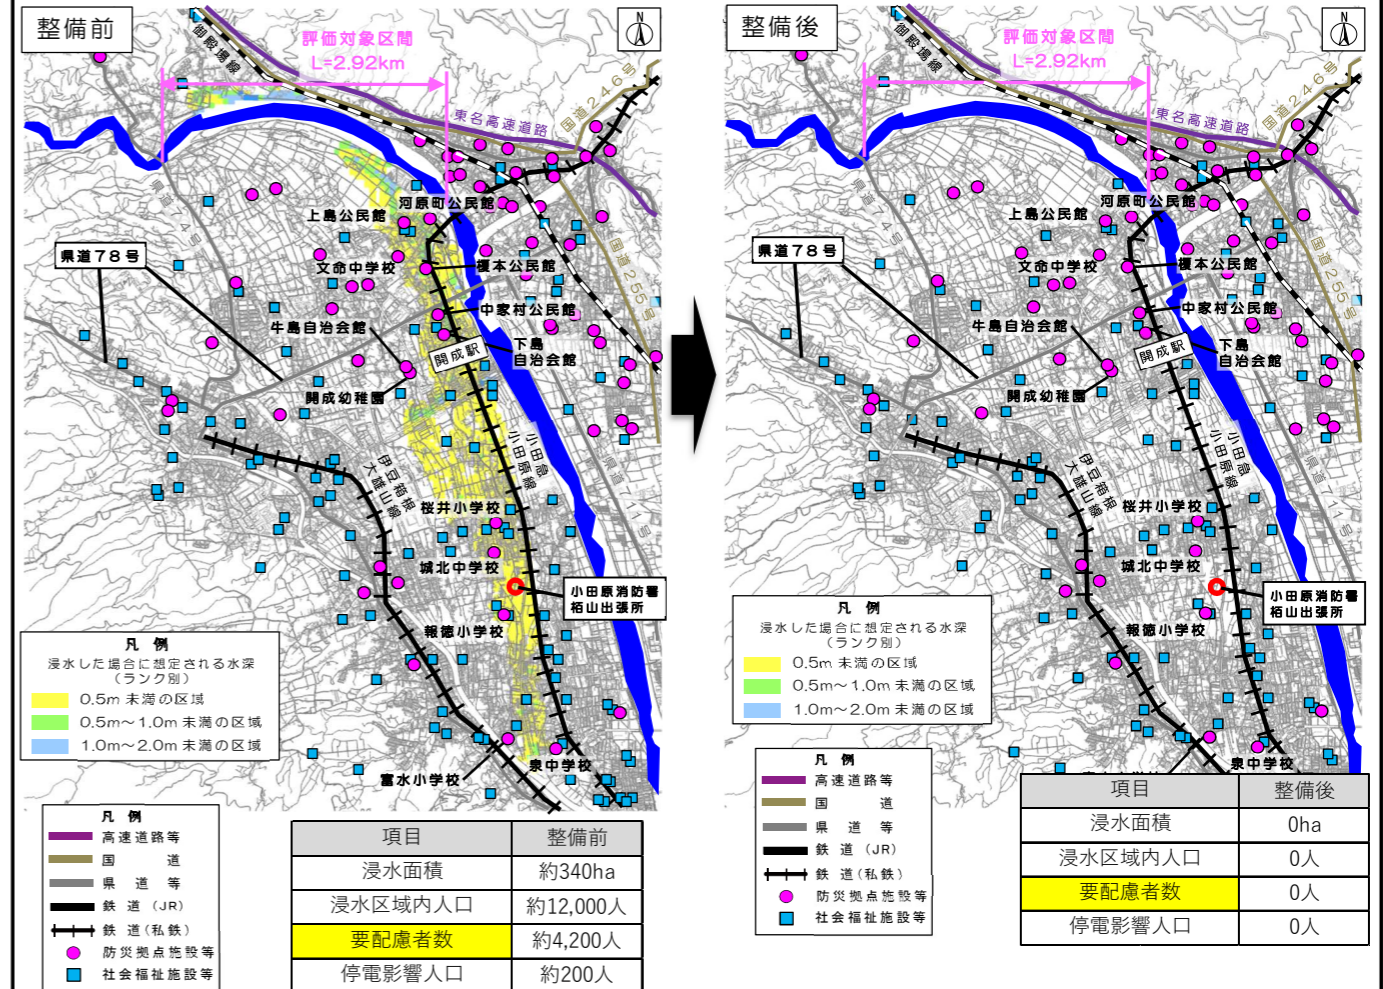 整備前
御殿場線
評価対象区間
L=2.92km
N
東名高速道路
国道246号
国道255号
県道78号
上島公民館
河原町公民館
文命中学校
榎本公民館
中家村公民館
牛島自治会館
開成駅
下島
自治会館
開成幼稚園
小田急
小田原線
伊豆箱根
大雄山線
県道711号
桜井小学校
城北中学校
小田原消防署
栢山出張所
報徳小学校
富水小学校
泉中学校
凡 例
浸水した場合に想定される水深
(ランク別)
0.5m 未満の区域
0.5m～1.0m 未満の区域
1.0m～2.0m 未満の区域
凡 例
高速道路等
国 道
県 道 等
鉄 道 (JR)
鉄 道(私鉄)
防災拠点施設等
社会福祉施設等
項目 整備前
浸水面積 約340ha
浸水区域内人口 約12,000人
要配慮者数 約4,200人
停電影響人口 約200人
整備後
御殿場線
評価対象区間
L=2.92km
N
東名高速道路
国道246号
国道255号
県道78号
上島公民館
河原町公民館
文命中学校
榎本公民館
中家村公民館
牛島自治会館
開成駅
下島
自治会館
開成幼稚園
小田急
小田原線
伊豆箱根
大雄山線
県道711号
桜井小学校
城北中学校
小田原消防署
栢山出張所
報徳小学校
泉中学校
凡 例
浸水した場合に想定される水深
(ランク別)
0.5m 未満の区域
0.5m～1.0m 未満の区域
1.0m～2.0m 未満の区域
凡 例
高速道路等
国 道
県 道 等
鉄 道 (JR)
鉄 道(私鉄)
防災拠点施設等
社会福祉施設等
項目 整備後
浸水面積 0ha
浸水区域内人口 0人
要配慮者数 0人
停電影響人口 0人